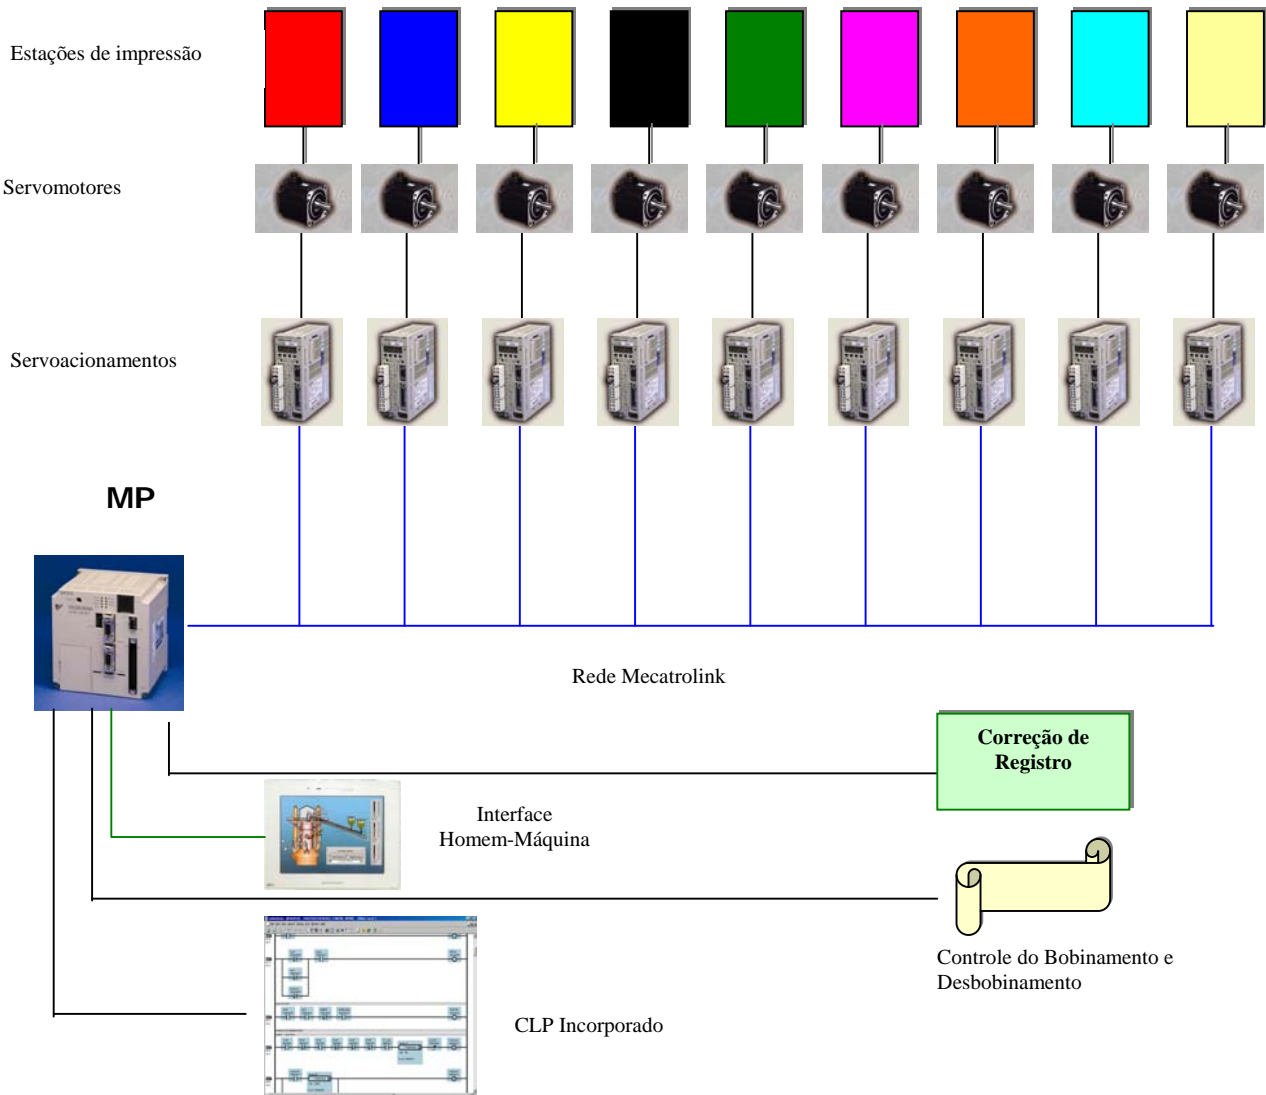 Estações de impressão
Servomotores
Servoacionamentos
MP
Rede Mecatrolink
Correção de
Registro
Interface
Homem-Máquina
Controle do Bobinamento e
Desbobinamento
CLP Incorporado